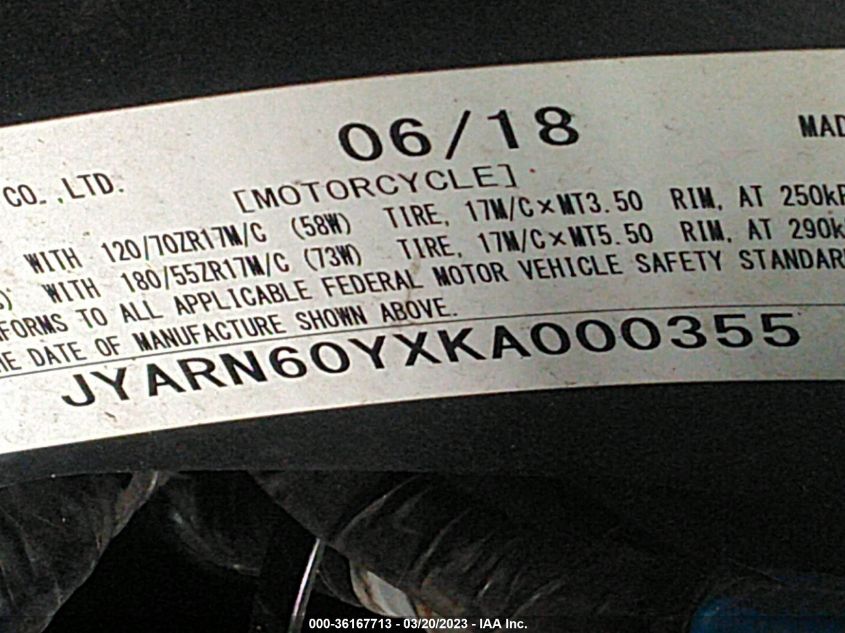 06/18
MAD
CO., LTD.
[MOTORCYCLE]
WITH 120/70ZR17M/C (58W) TIRE, 17M/C×MT3.50 RIM, AT 250kP
WITH 180/55ZR17M/C (73W) TIRE, 17M/C×MT5.50 RIM, AT 290k
FORMS TO ALL APPLICABLE FEDERAL MOTOR VEHICLE SAFETY STANDAR
HE DATE OF MANUFACTURE SHOWN ABOVE.
JYARN60YXKA000355
000-36167713 - 03/20/2023 - IAA Inc.